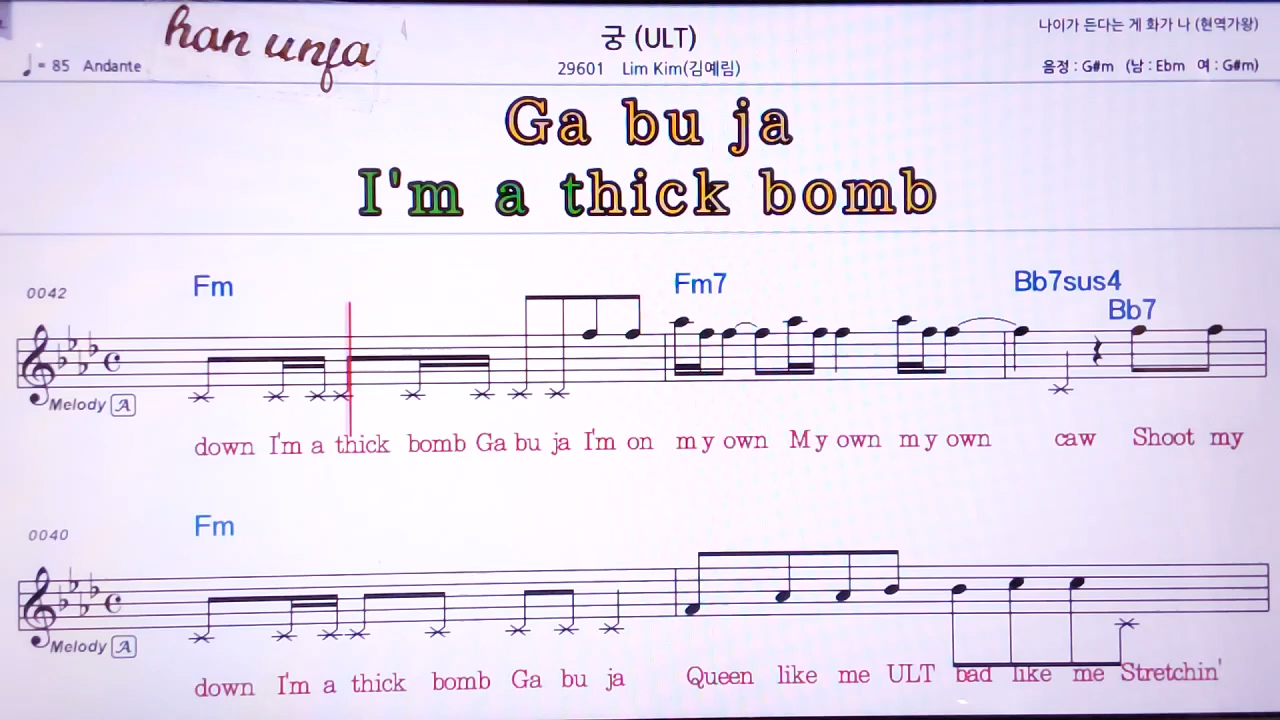 han unja
궁 (ULT)
나이가 든다는 게 화가 나 (현역가왕)
♩ = 85 Andante
29601 Lim Kim(김예림)
음정 : G#m (남 : Ebm 여 : G#m)
Ga bu ja
I'm a thick bomb
0042
Fm Fm7 Bb7sus4
Bb7
Melody A
down I'm a thick bomb Ga bu ja I'm on my own My own my own caw Shoot my
0040
Fm
Melody A
down I'm a thick bomb Ga bu ja Queen like me ULT bad like me Stretchin'